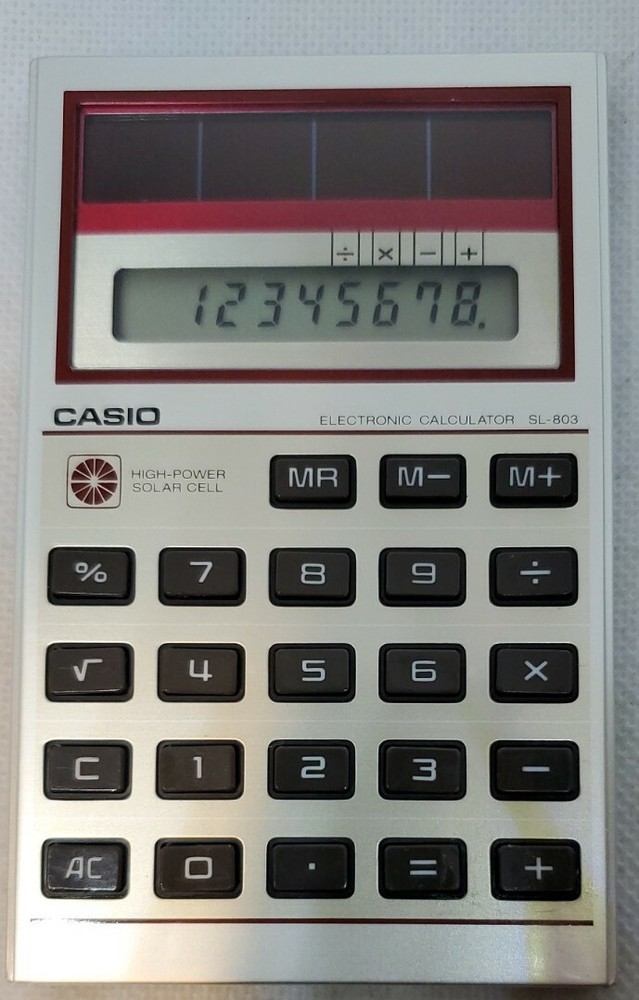 ÷ × − +
12345678.
CASIO ELECTRONIC CALCULATOR SL-803
HIGH-POWER
SOLAR CELL
MR M− M+
% 7 8 9 ÷
√ 4 5 6 ×
C 1 2 3 −
AC 0 · = +